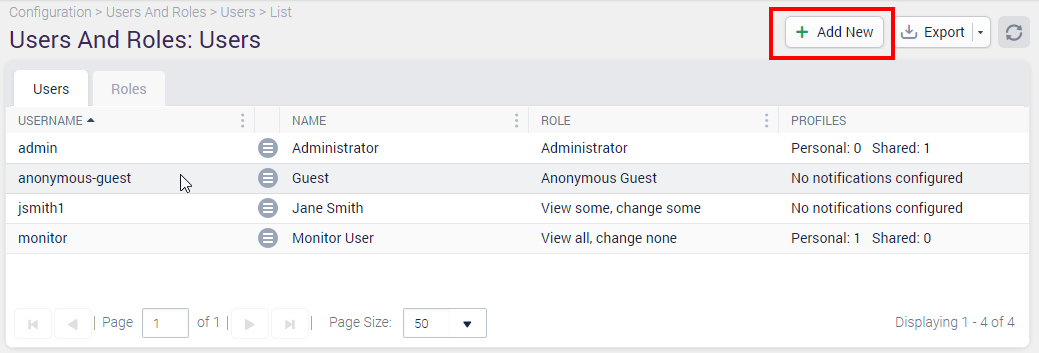 Configuration > Users And Roles > Users > List
Users And Roles: Users
Add New
Export
Users
Roles
USERNAME NAME ROLE PROFILES
admin Administrator Administrator Personal: 0 Shared: 1
anonymous-guest Guest Anonymous Guest No notifications configured
jsmith1 Jane Smith View some, change some No notifications configured
monitor Monitor User View all, change none Personal: 1 Shared: 0
Page 1 of 1 Page Size: 50 Displaying 1 - 4 of 4